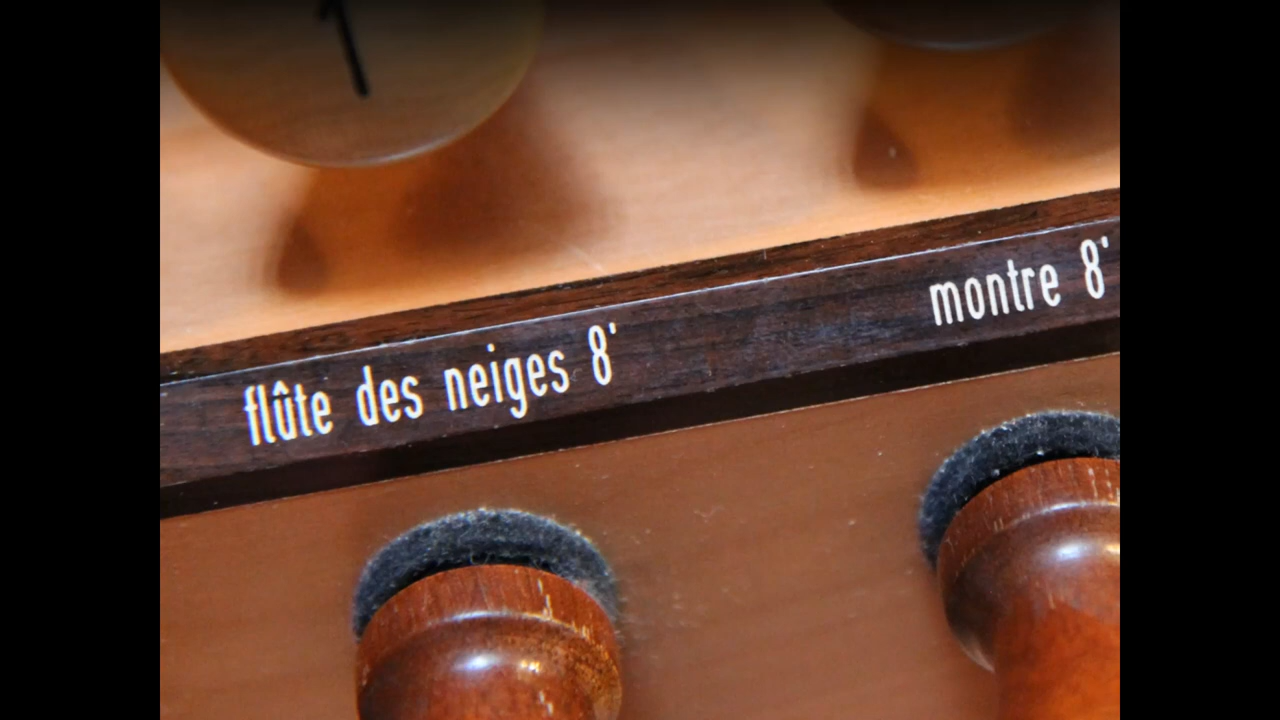 flûte des neiges 8'
montre 8'